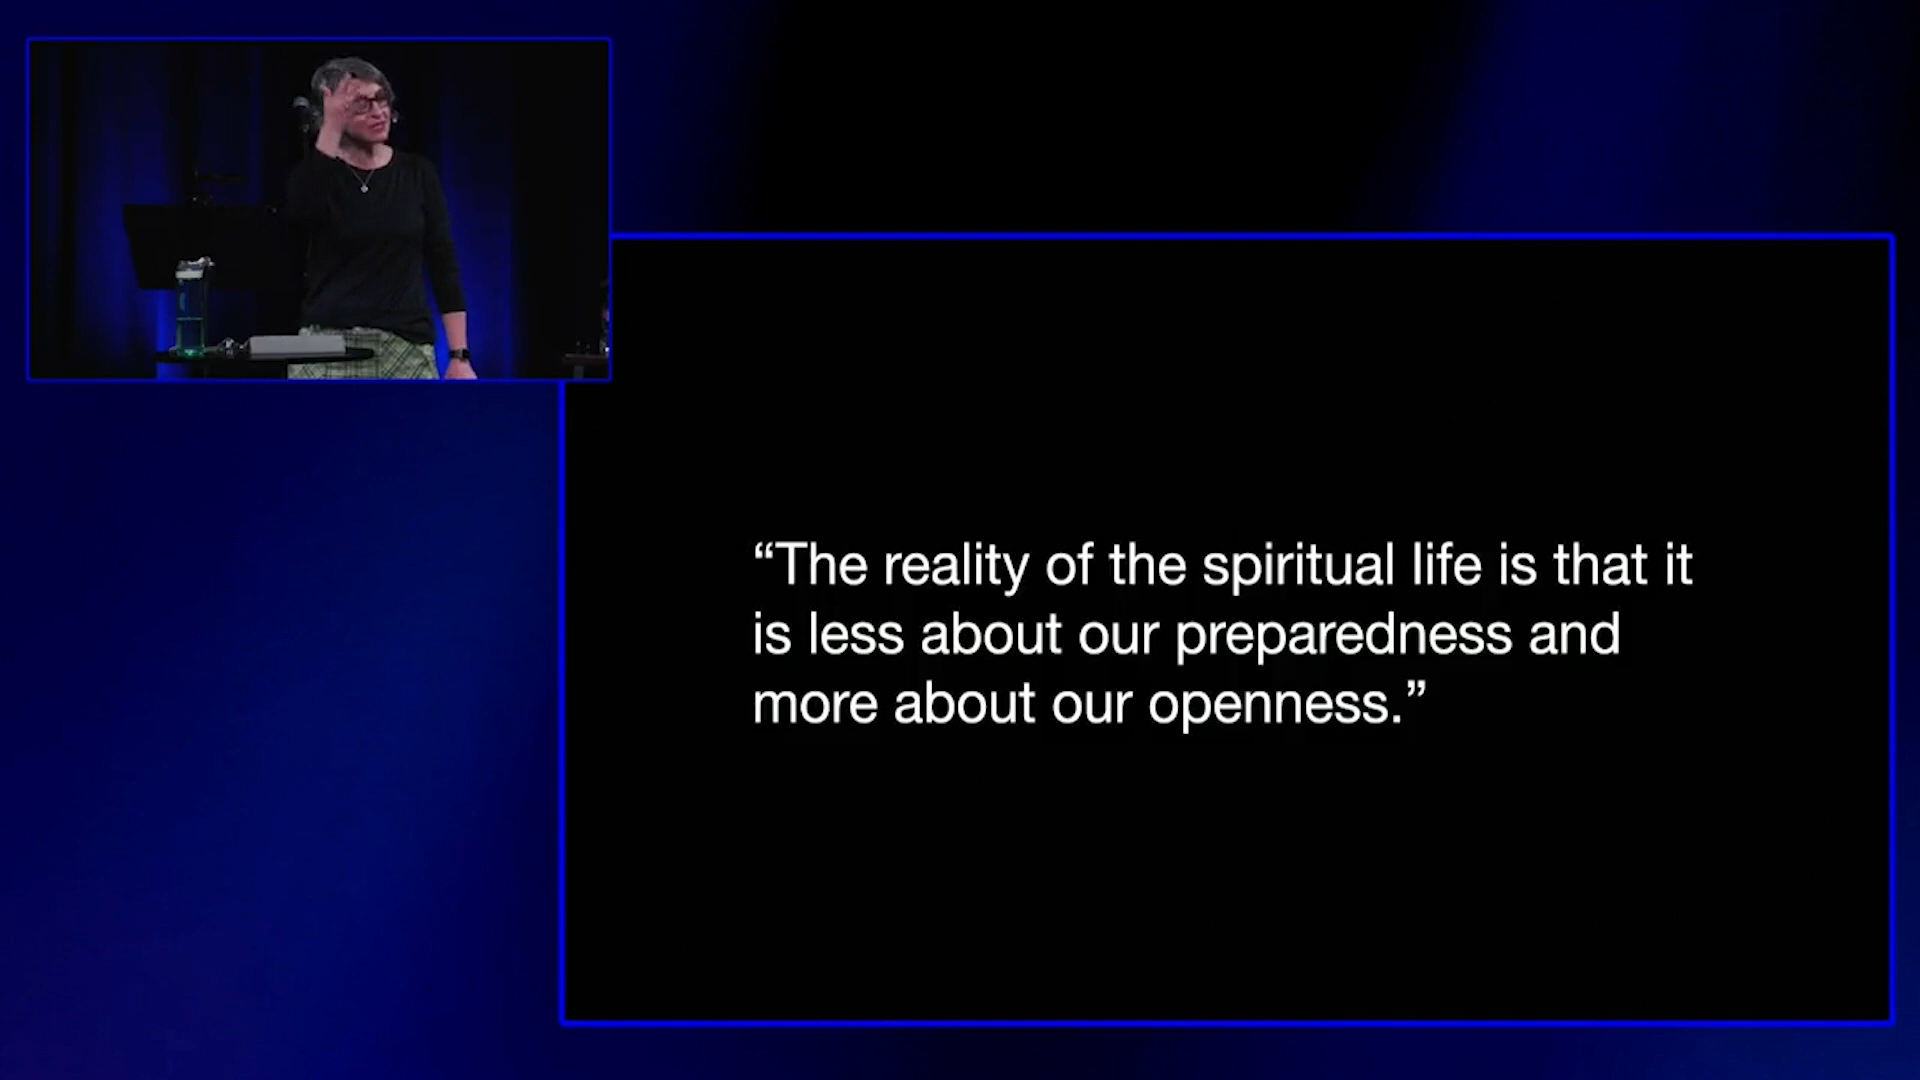 “The reality of the spiritual life is that it
is less about our preparedness and
more about our openness.”